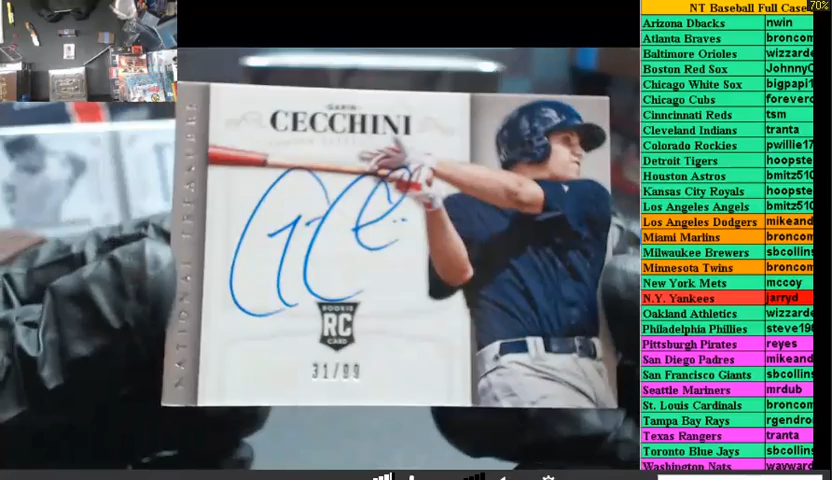 NT Baseball Full Case
70%
Arizona Dbacks nwin
Atlanta Braves broncom
Baltimore Orioles wizzarde
Boston Red Sox JohnnyC
Chicago White Sox bigpapi1
Chicago Cubs foreverc
Cinncinnati Reds tsm
Cleveland Indians tranta
Colorado Rockies pwillie17
Detroit Tigers hoopste
Houston Astros bmitz510
Kansas City Royals hoopste
Los Angeles Angels bmitz510
Los Angeles Dodgers mikeand
Miami Marlins broncom
Milwaukee Brewers sbcollins
Minnesota Twins broncom
New York Mets mccoy
N.Y. Yankees jarryd
Oakland Athletics wizzarde
Philadelphia Phillies steve195
Pittsburgh Pirates reyes
San Diego Padres mikeand
San Francisco Giants sbcollins
Seattle Mariners mrdub
St. Louis Cardinals broncom
Tampa Bay Rays rgendro
Texas Rangers tranta
Toronto Blue Jays sbcollins
Washington Nats wayward
NATIONAL TREASURES
GARIN
CECCHINI
ROOKIE
RC
CARD
31/99